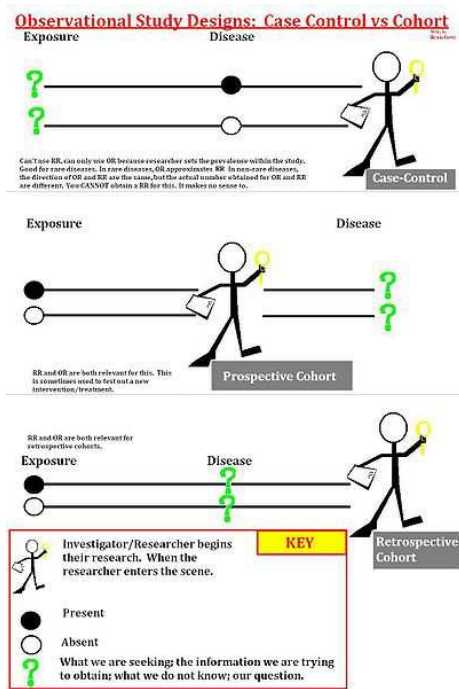 Observational Study Designs: Case Control vs Cohort
Exposure Disease
?
?
Can't use RR, can only use OR because researcher sets the prevalence within the study.
Good for rare diseases. In rare diseases, OR approximates RR In non-rare diseases,
the direction of OR and RR are the same, but the actual number obtained for OR and RR
are different. You CANNOT obtain a RR for this. It makes no sense to.
Case-Control
Exposure Disease
?
?
RR and OR are both relevant for this. This
is sometimes used to test out a new
intervention/treatment.
Prospective Cohort
RR and OR are both relevant for
retrospective cohorts.
Exposure Disease
?
?
Retrospective
Cohort
KEY
Investigator/Researcher begins
their research. When the
researcher enters the scene.
Present
Absent
?
What we are seeking; the information we are trying
to obtain; what we do not know; our question.